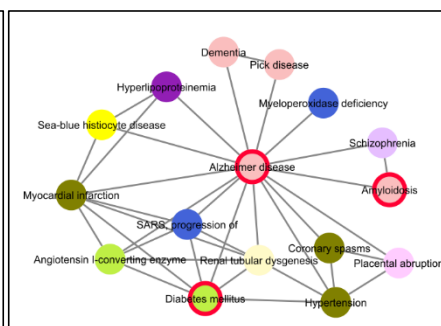 Dementia
Pick disease
Hyperlipoproteinemia
Myeloperoxidase deficiency
Sea-blue histiocyte disease
Schizophrenia
Alzheimer disease
Amyloidosis
Myocardial infarction
SARS, progression of
Coronary spasms
Angiotensin I-converting enzyme
Renal tubular dysgenesis
Placental abruption
Diabetes mellitus
Hypertension